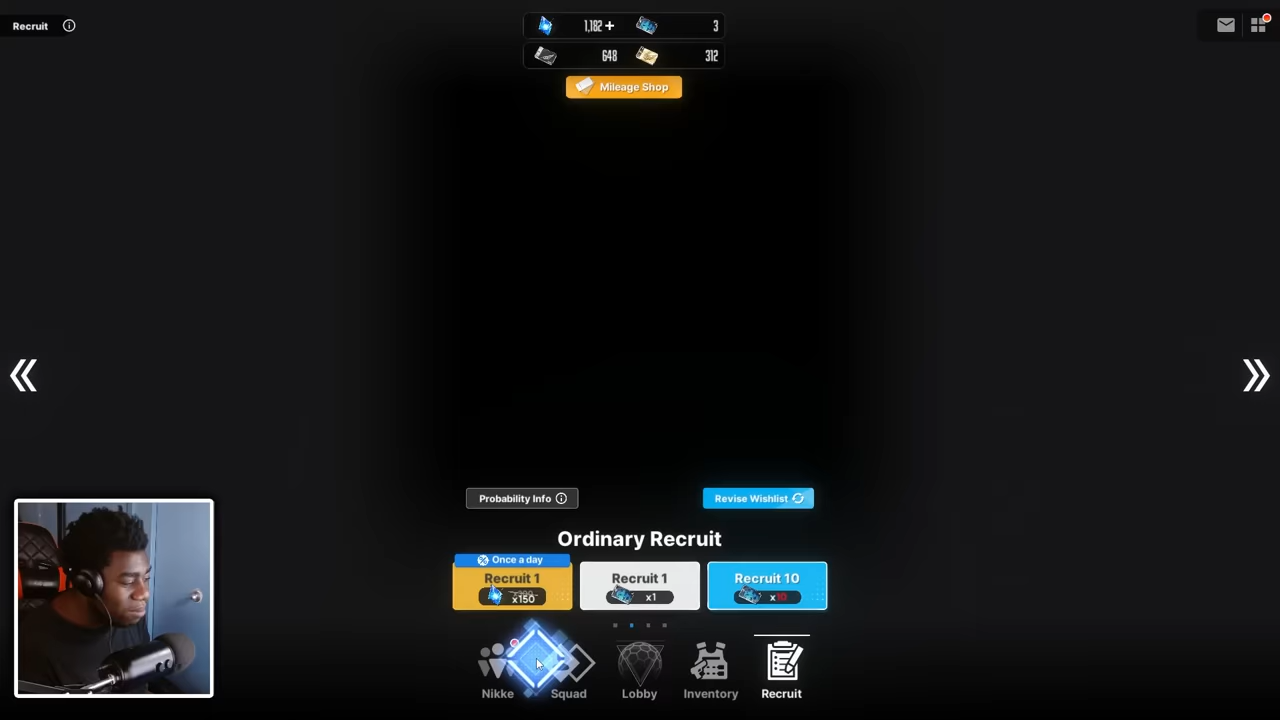 Recruit
1,182 +
3
648
312
Mileage Shop
Probability Info
Revise Wishlist
Ordinary Recruit
Once a day
Recruit 1
x150
Recruit 1
x1
Recruit 10
x10
Nikke
Squad
Lobby
Inventory
Recruit